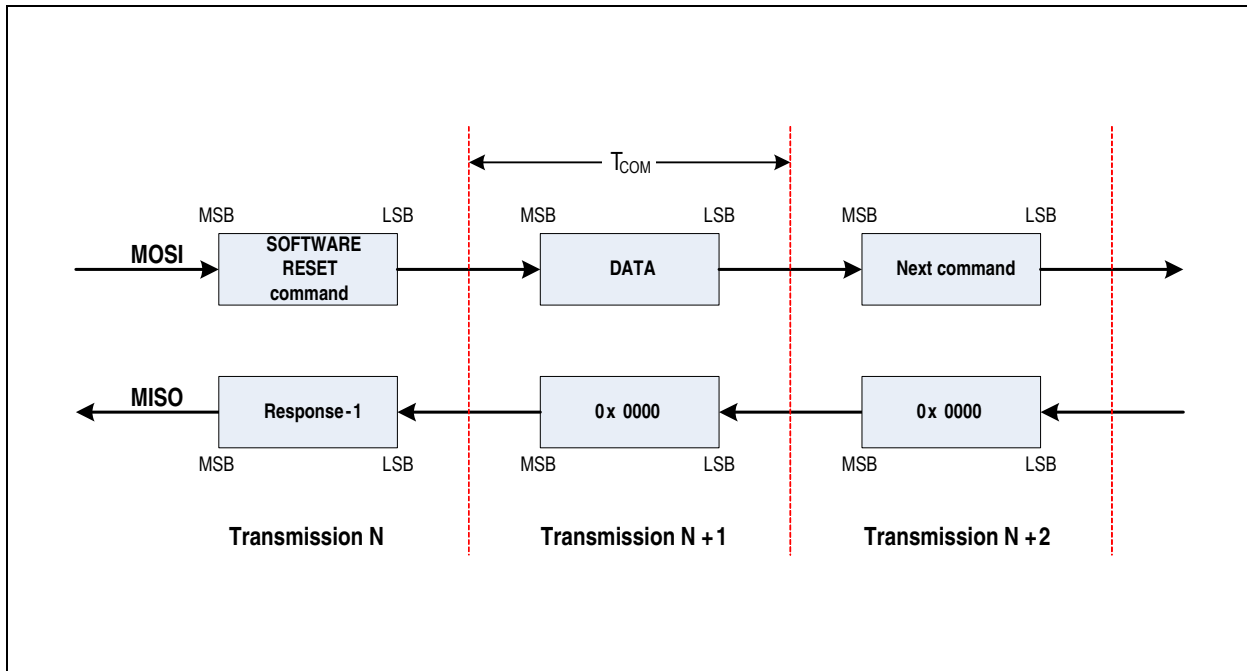 TCOM
MSB LSB MSB LSB MSB LSB
MOSI
SOFTWARE
RESET
command
DATA
Next command
MISO
Response-1
0x 0000
0x 0000
MSB LSB MSB LSB MSB LSB
Transmission N
Transmission N+1
Transmission N+2